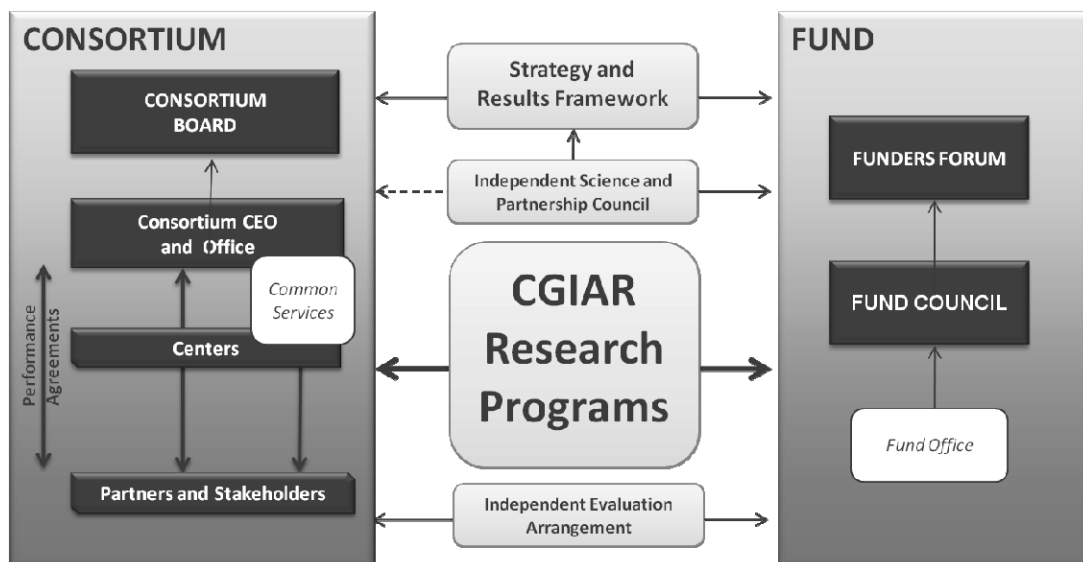 CONSORTIUM
CONSORTIUM
BOARD
Consortium CEO
and Office
Common
Services
Centers
Performance
Agreements
Partners and Stakeholders
Strategy and
Results Framework
Independent Science and
Partnership Council
CGIAR
Research
Programs
Independent Evaluation
Arrangement
FUND
FUNDERS FORUM
FUND COUNCIL
Fund Office